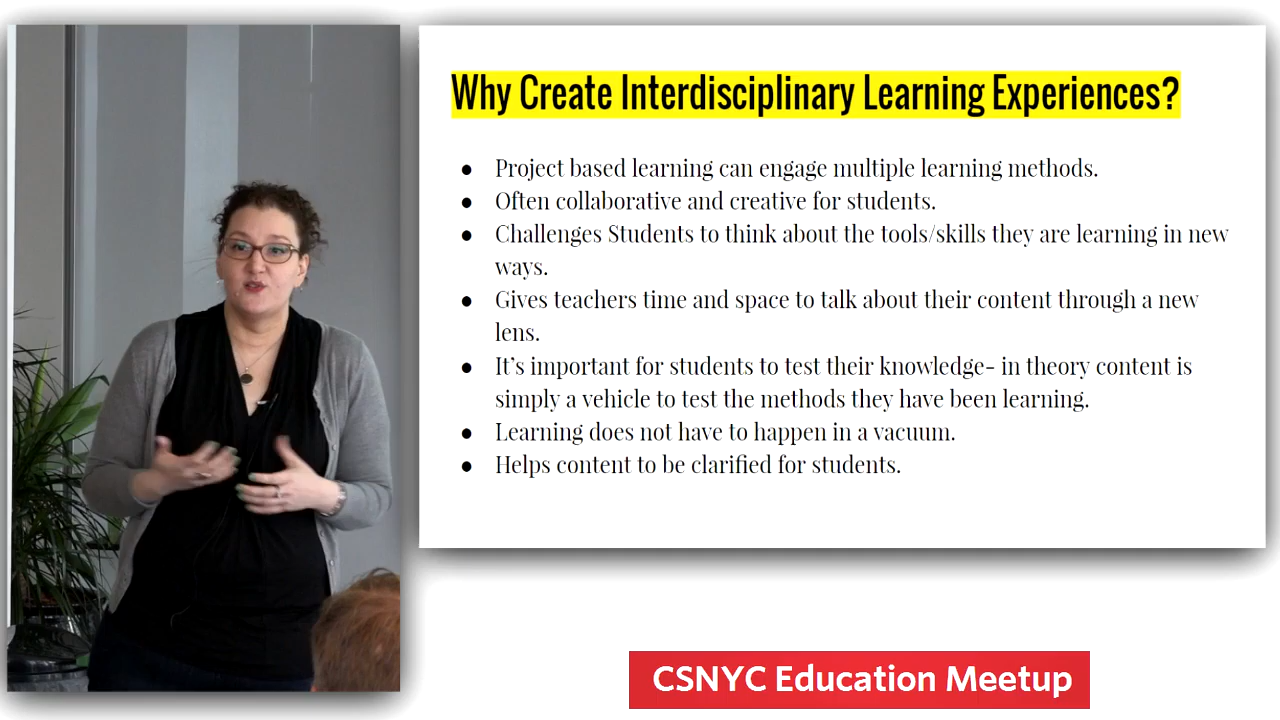 Why Create Interdisciplinary Learning Experiences?
● Project based learning can engage multiple learning methods.
● Often collaborative and creative for students.
● Challenges Students to think about the tools/skills they are learning in new
ways.
● Gives teachers time and space to talk about their content through a new
lens.
● It’s important for students to test their knowledge- in theory content is
simply a vehicle to test the methods they have been learning.
● Learning does not have to happen in a vacuum.
● Helps content to be clarified for students.
CSNYC Education Meetup